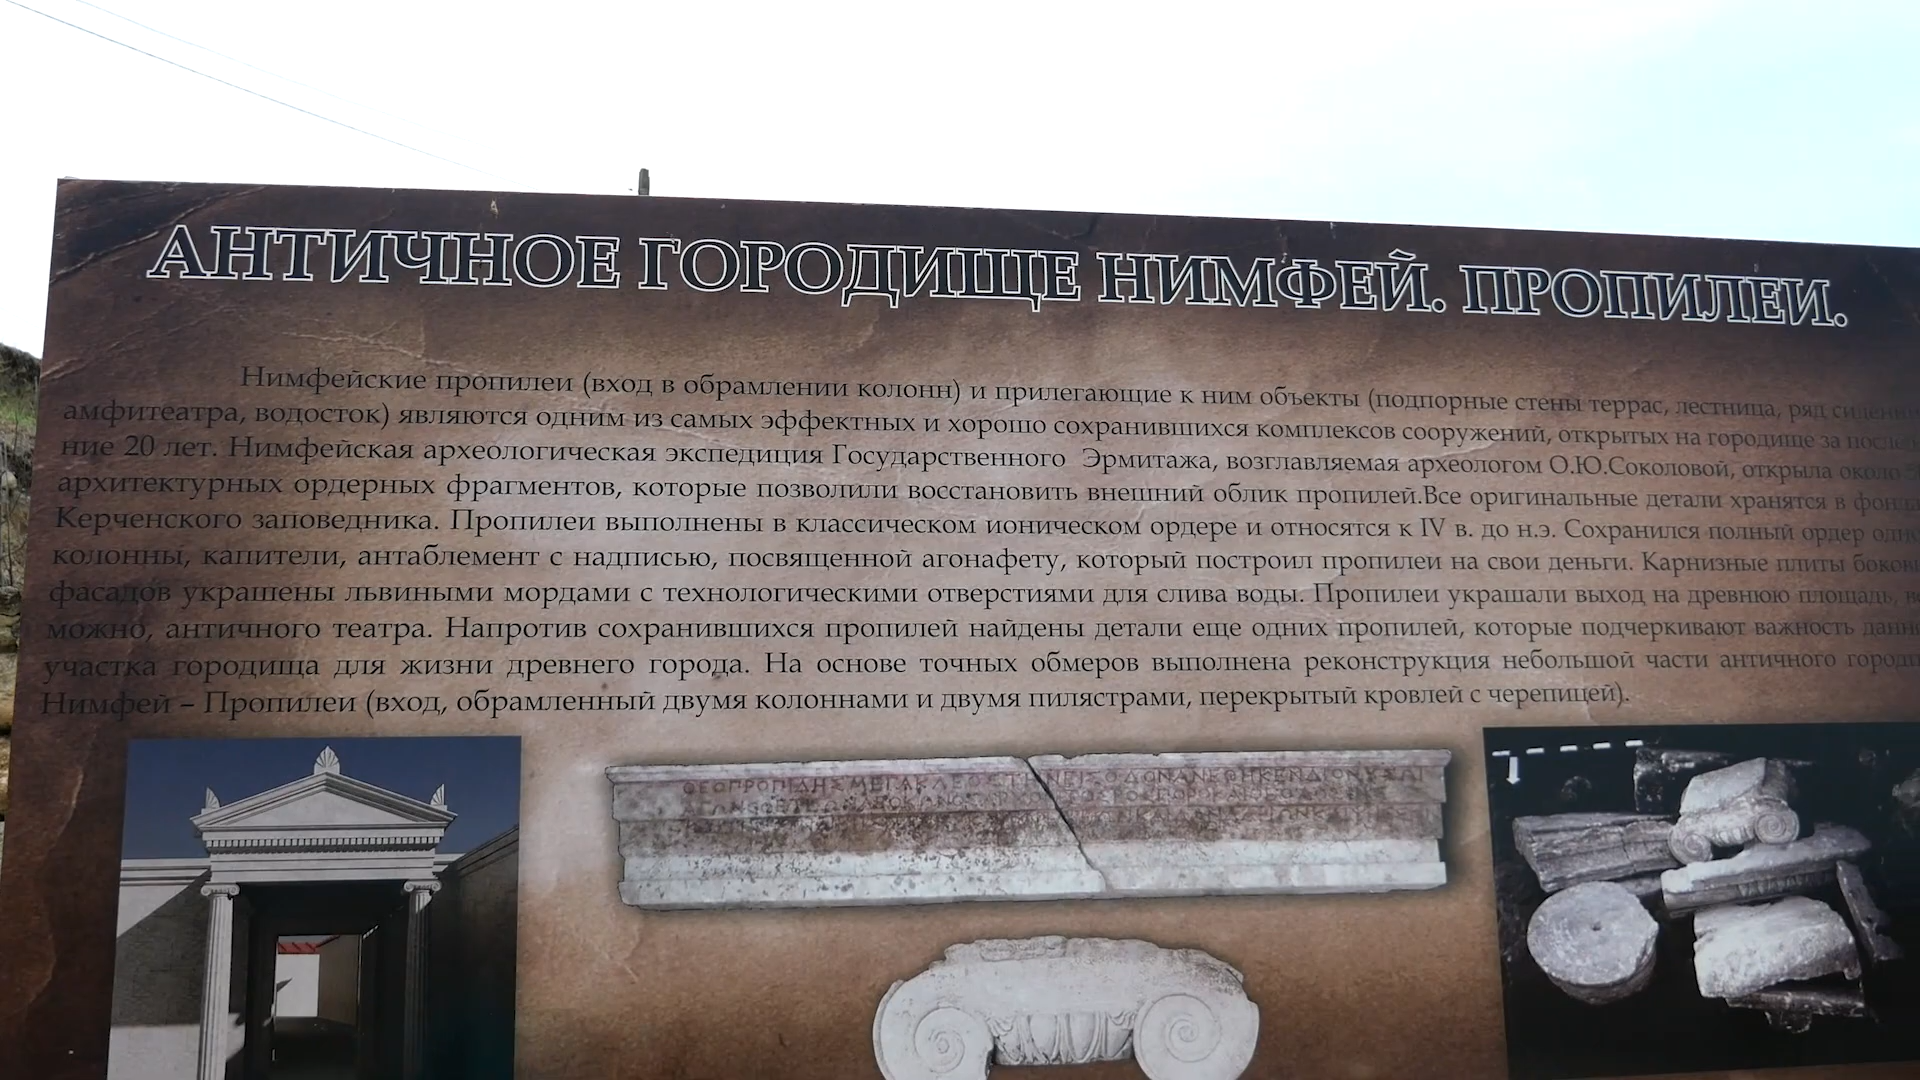 АНТИЧНОЕ ГОРОДИЩЕ НИМФЕЙ. ПРОПИЛЕИ.
Нимфейские пропилеи (вход в обрамлении колонн) и прилегающие к ним объекты (подпорные стены террас, лестница, ряд
амфитеатра, водосток) являются одним из самых эффектных и хорошо сохранившихся комплексов сооружений, открытых на городище за
ние 20 лет. Нимфейская археологическая экспедиция Государственного Эрмитажа, возглавляемая археологом О.Ю.Соколовой, открыла около
архитектурных ордерных фрагментов, которые позволили восстановить внешний облик пропилей.Все оригинальные детали хранятся в
Керченского заповедника. Пропилеи выполнены в классическом ионическом ордере и относятся к IV в. до н.э. Сохранился полный ордер
колонны, капители, антаблемент с надписью, посвященной агонафету, который построил пропилеи на свои деньги. Карнизные плиты
фасадов украшены львиными мордами с технологическими отверстиями для слива воды. Пропилеи украшали выход на древнюю площадь,
можно, античного театра. Напротив сохранившихся пропилей найдены детали еще одних пропилей, которые подчеркивают важность
участка городища для жизни древнего города. На основе точных обмеров выполнена реконструкция небольшой части античного
Нимфей – Пропилеи (вход, обрамленный двумя колоннами и двумя пилястрами, перекрытый кровлей с черепицей).